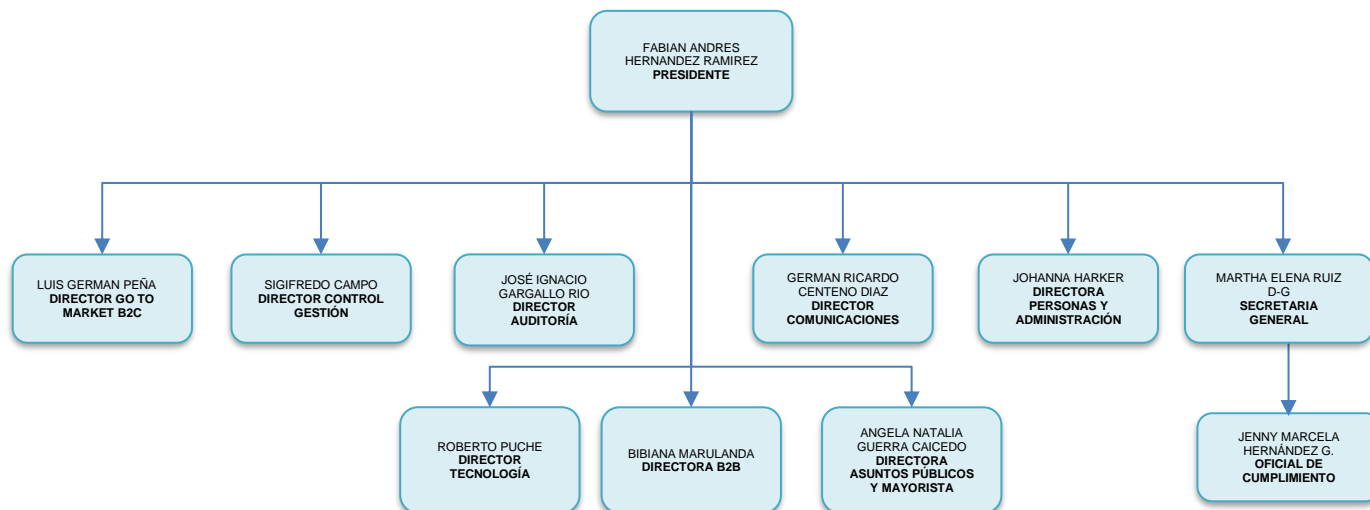 FABIAN ANDRES
HERNANDEZ RAMIREZ
PRESIDENTE
LUIS GERMAN PEÑA
DIRECTOR GO TO
MARKET B2C
SIGIFREDO CAMPO
DIRECTOR CONTROL
GESTIÓN
JOSÉ IGNACIO
GARGALLO RIO
DIRECTOR
AUDITORÍA
GERMAN RICARDO
CENTENO DIAZ
DIRECTOR
COMUNICACIONES
JOHANNA HARKER
DIRECTORA
PERSONAS Y
ADMINISTRACIÓN
MARTHA ELENA RUIZ
D-G
SECRETARIA
GENERAL
ROBERTO PUCHE
DIRECTOR
TECNOLOGÍA
BIBIANA MARULANDA
DIRECTORA B2B
ANGELA NATALIA
GUERRA CAICEDO
DIRECTORA
ASUNTOS PÚBLICOS
Y MAYORISTA
JENNY MARCELA
HERNÁNDEZ G.
OFICIAL DE
CUMPLIMIENTO